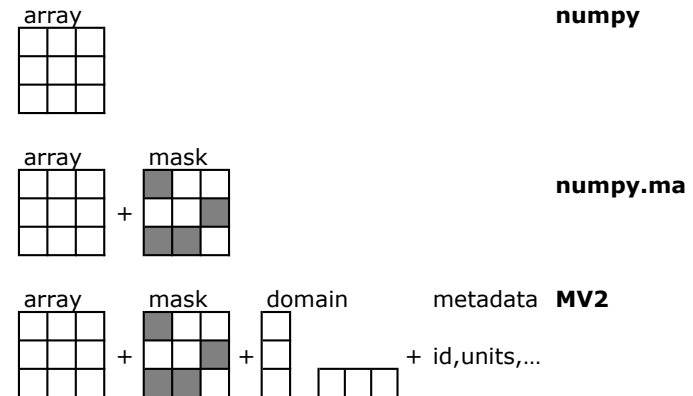 array numpy
array mask
+ numpy.ma
array mask domain metadata MV2
+ + + id,units,...